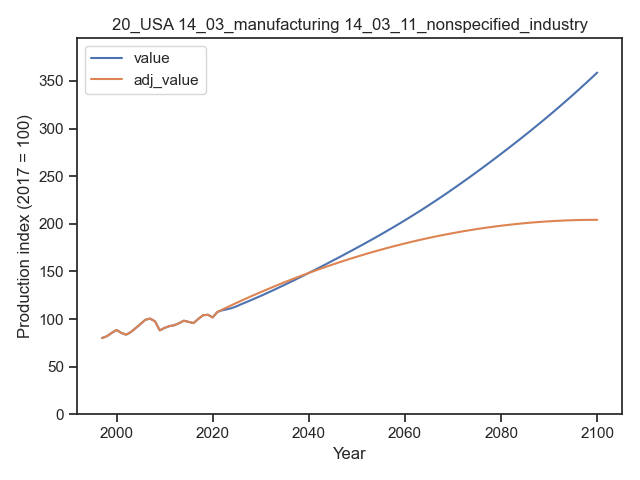 20_USA 14_03_manufacturing 14_03_11_nonspecified_industry
value
adj_value
Production index (2017 = 100)
350
300
250
200
150
100
50
0
2000 2020 2040 2060 2080 2100
Year